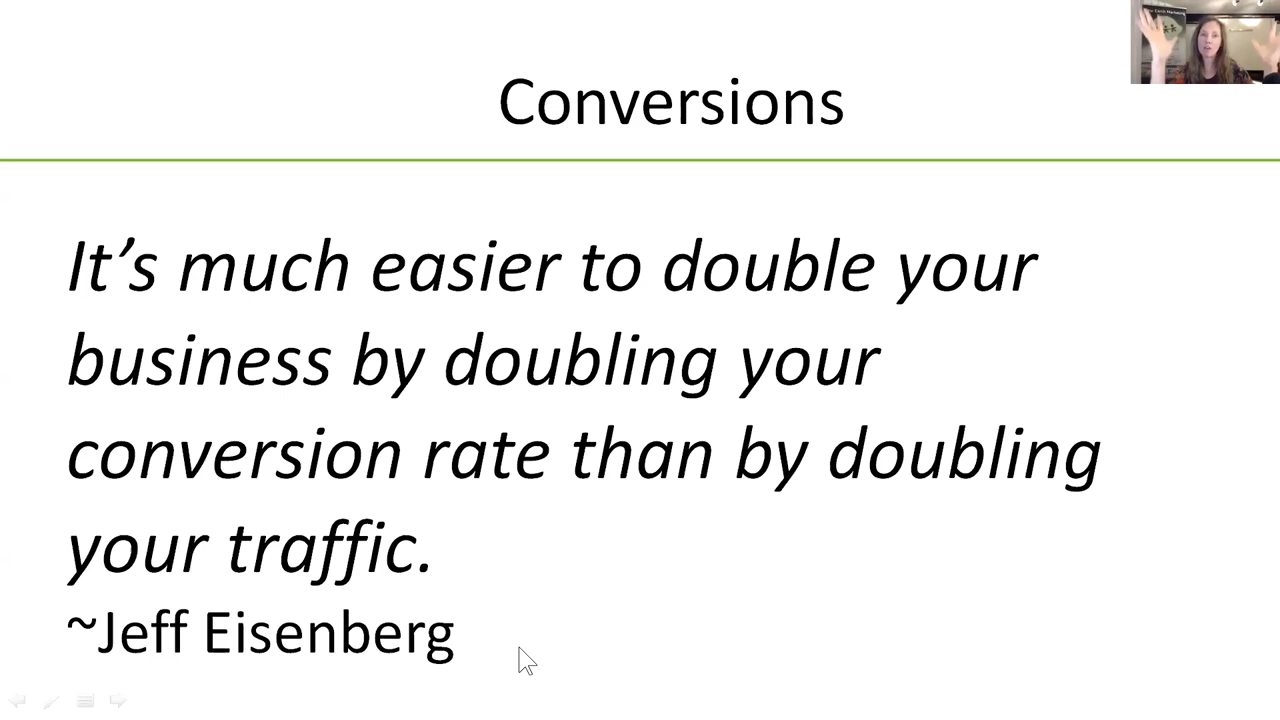 Conversions
It’s much easier to double your
business by doubling your
conversion rate than by doubling
your traffic.
~Jeff Eisenberg